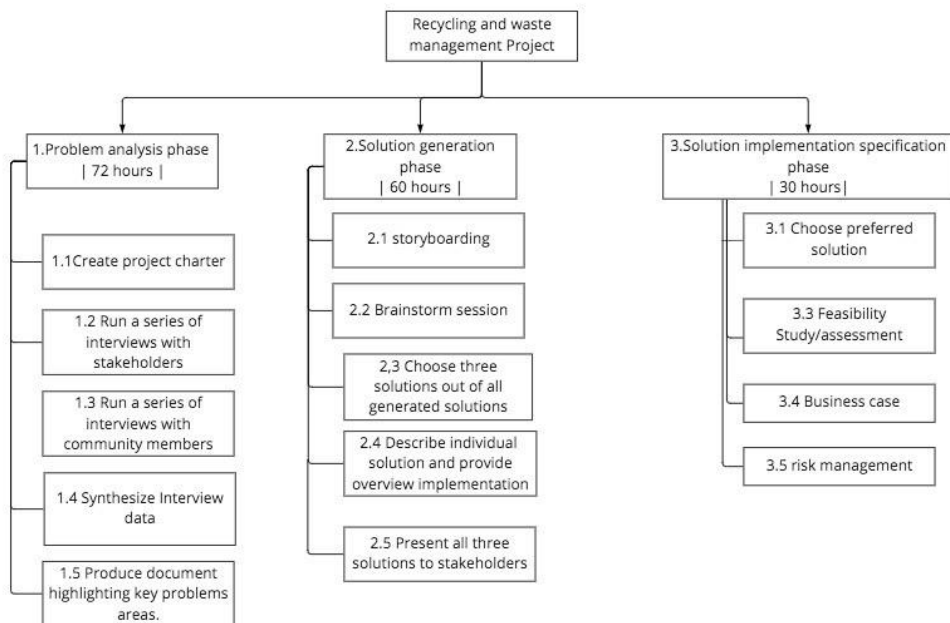 Recycling and waste
management Project
1.Problem analysis phase
| 72 hours |
1.1Create project charter
1.2 Run a series of
interviews with
stakeholders
1.3 Run a series of
interviews with
community members
1.4 Synthesize Interview
data
1.5 Produce document
highlighting key problems
areas.
2.Solution generation
phase
| 60 hours |
2.1 storyboarding
2.2 Brainstorm session
2,3 Choose three
solutions out of all
generated solutions
2.4 Describe individual
solution and provide
overview implementation
2.5 Present all three
solutions to stakeholders
3.Solution implementation specification
phase
| 30 hours|
3.1 Choose preferred
solution
3.3 Feasibility
Study/assessment
3.4 Business case
3.5 risk management